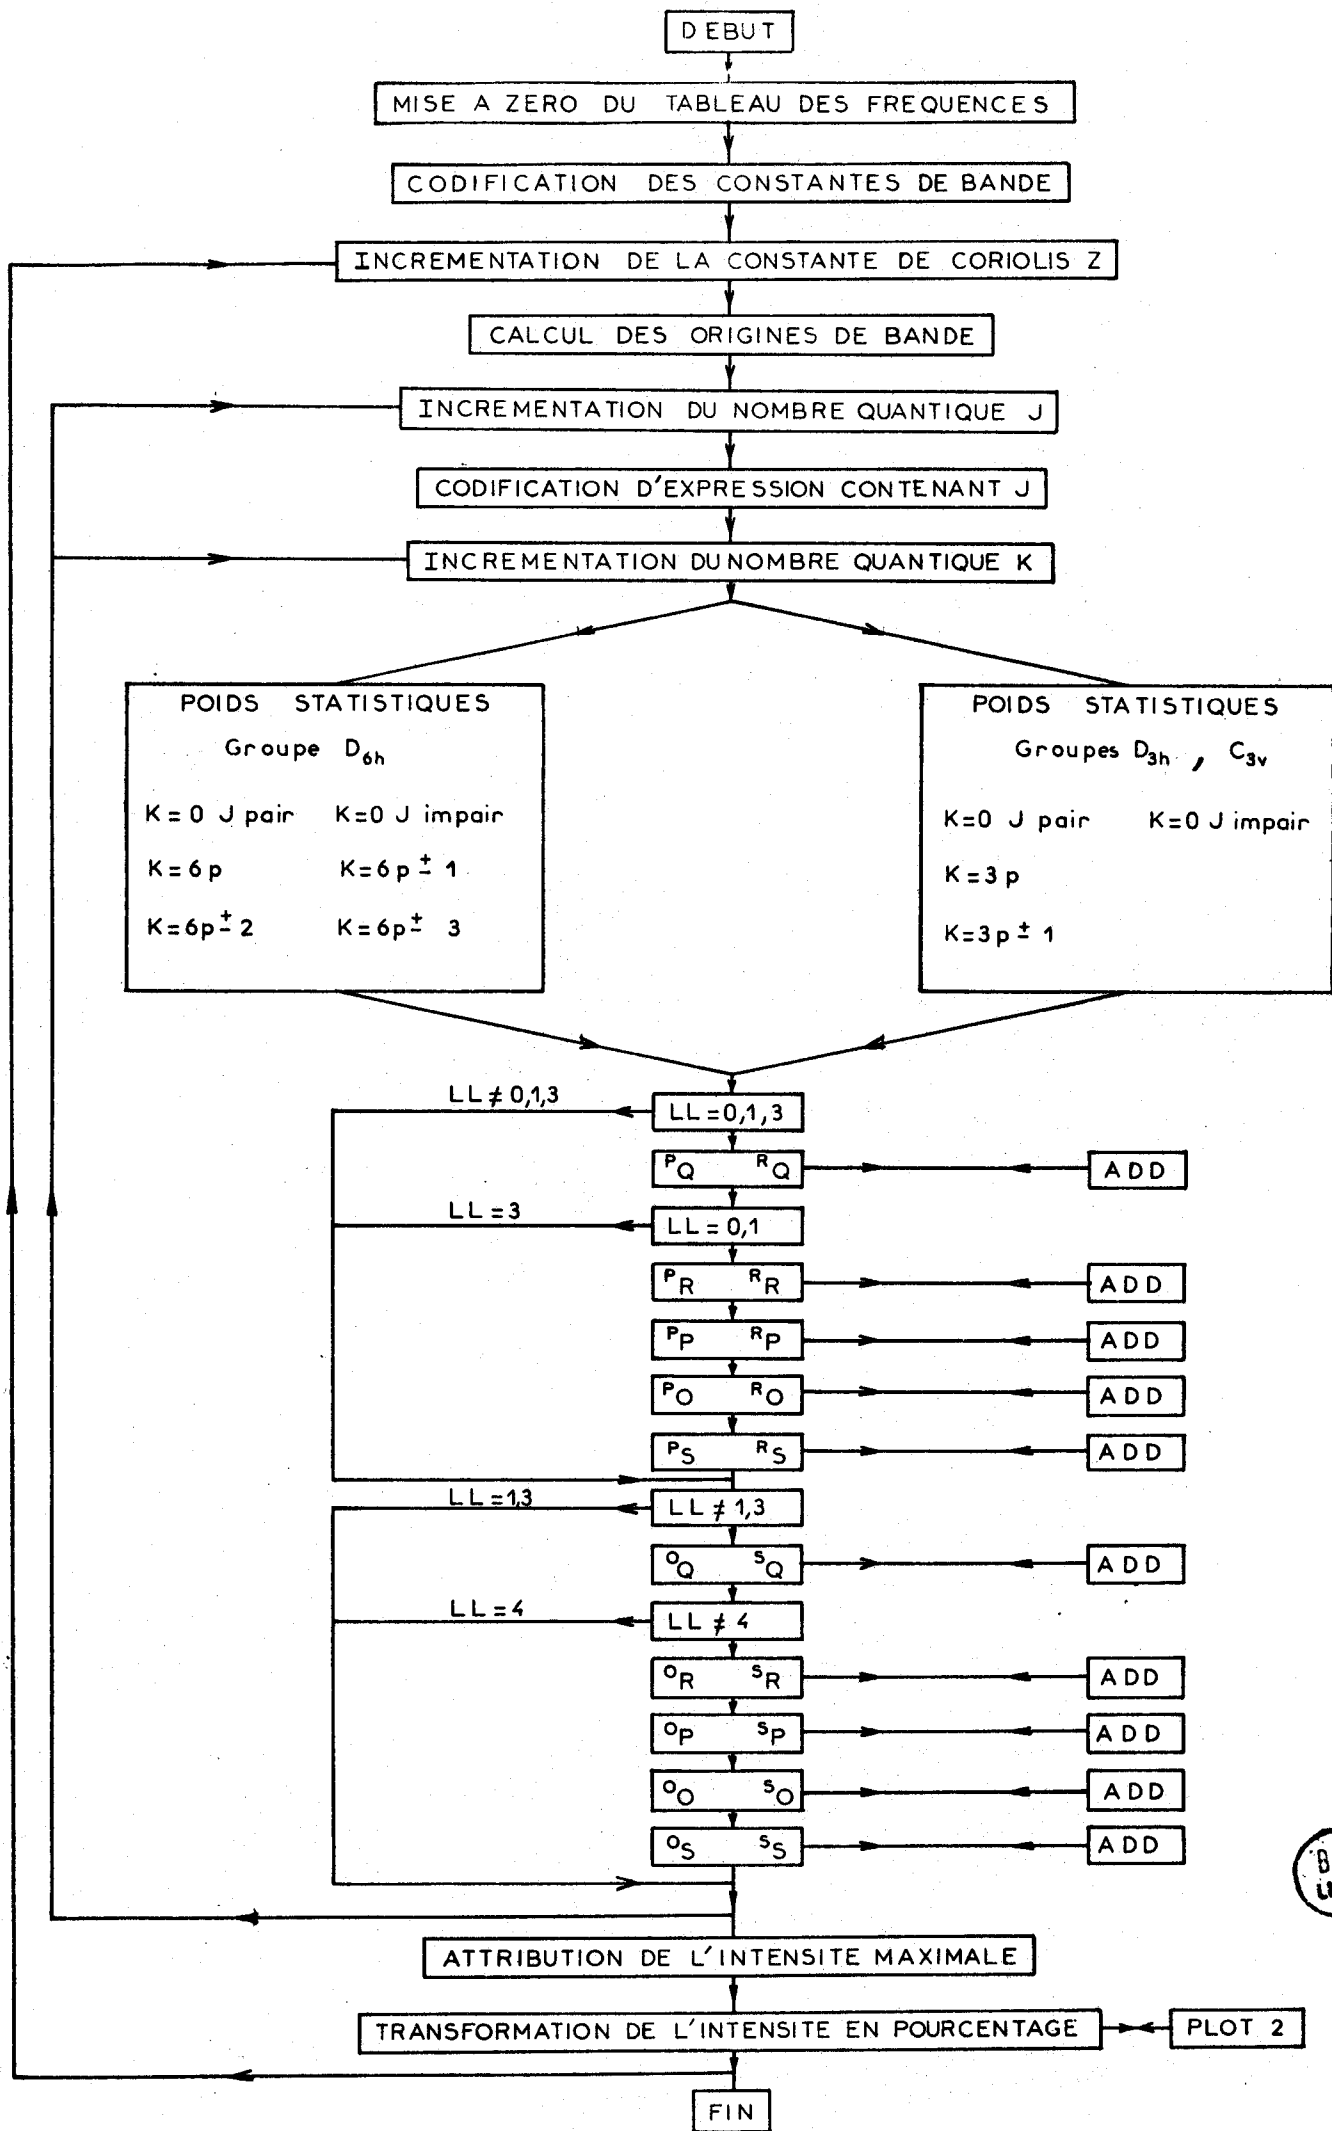 DEBUT
MISE A ZERO DU TABLEAU DES FREQUENCES
CODIFICATION DES CONSTANTES DE BANDE
INCREMENTATION DE LA CONSTANTE DE CORIOLIS Z
CALCUL DES ORIGINES DE BANDE
INCREMENTATION DU NOMBRE QUANTIQUE J
CODIFICATION D'EXPRESSION CONTENANT J
INCREMENTATION DU NOMBRE QUANTIQUE K
POIDS STATISTIQUES
Groupe D6h
K=0 J pair K=0 J impair
K=6p K=6p ± 1
K=6p ± 2 K=6p ± 3
POIDS STATISTIQUES
Groupes D3h , C3v
K=0 J pair K=0 J impair
K=3p
K=3p ± 1
LL ≠ 0,1,3
LL=0,1,3
PQ RQ
ADD
LL=3
LL=0,1
PR RR
ADD
PP RP
ADD
PO RO
ADD
PS RS
ADD
LL=1,3
LL ≠ 1,3
OQ SQ
ADD
LL=4
LL ≠ 4
OR SR
ADD
OP SP
ADD
OO SO
ADD
OS SS
ADD
ATTRIBUTION DE L'INTENSITE MAXIMALE
TRANSFORMATION DE L'INTENSITE EN POURCENTAGE
PLOT 2
FIN